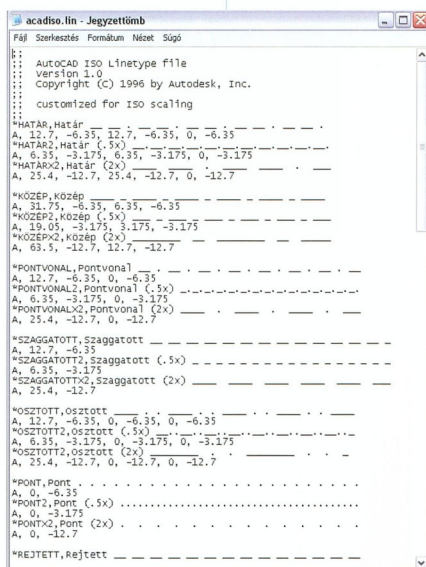 acadiso.lin - Jegyzettömb
Fájl Szerkesztés Formátum Nézet Súgó
;;
;; AutoCAD ISO Linetype file
;; Version 1.0
;; Copyright (C) 1996 by Autodesk, Inc.
;;
;; customized for ISO scaling
;;
*HATÁR,Határ __ __ . __ __ . __ __ . __ __ . __ __ .
A, 12.7, -6.35, 12.7, -6.35, 0, -6.35
*HATÁR2,Határ (.5x) __.__.__.__.__.__.__.__.__.
A, 6.35, -3.175, 6.35, -3.175, 0, -3.175
*HATÁRX2,Határ (2x) ____ ____ . ____ ____ . ___
A, 25.4, -12.7, 25.4, -12.7, 0, -12.7
*KÖZÉP,Közép ____ _ ____ _ ____ _ ____ _ ____ _ ____
A, 31.75, -6.35, 6.35, -6.35
*KÖZÉP2,Közép (.5x) ___ _ ___ _ ___ _ ___ _ ___ _ ___
A, 19.05, -3.175, 3.175, -3.175
*KÖZÉPX2,Közép (2x) ________ __ ________ __ _____
A, 63.5, -12.7, 12.7, -12.7
*PONTVONAL,Pontvonal __ . __ . __ . __ . __ . __ . __
A, 12.7, -6.35, 0, -6.35
*PONTVONAL2,Pontvonal (.5x) _._._._._._._._._._._._.
A, 6.35, -3.175, 0, -3.175
*PONTVONALX2,Pontvonal (2x) ____ . ____ . ____ . ___
A, 25.4, -12.7, 0, -12.7
*SZAGGATOTT,Szaggatott __ __ __ __ __ __ __ __ __ __ __ __
A, 12.7, -6.35
*SZAGGATOTT2,Szaggatott (.5x) _ _ _ _ _ _ _ _ _ _ _ _ _ _ _
A, 6.35, -3.175
*SZAGGATOTTX2,Szaggatott (2x) ____ ____ ____ ____ ____
A, 25.4, -12.7
*OSZTOTT,Osztott ____ . . ____ . . ____ . . ____
A, 12.7, -6.35, 0, -6.35, 0, -6.35
*OSZTOTT2,Osztott (.5x) __..__..__..__..__..__.._
A, 6.35, -3.175, 0, -3.175, 0, -3.175
*OSZTOTT2,Osztott (2x) ________ . . ________ . . _
A, 25.4, -12.7, 0, -12.7, 0, -12.7
*PONT,Pont . . . . . . . . . . . . . . . . . . . . . . . .
A, 0, -6.35
*PONT2,Pont (.5x) ........................................
A, 0, -3.175
*PONTX2,Pont (2x) . . . . . . . . . . . . . .
A, 0, -12.7
*REJTETT,Rejtett __ __ __ __ __ __ __ __ __ __ __ __ __